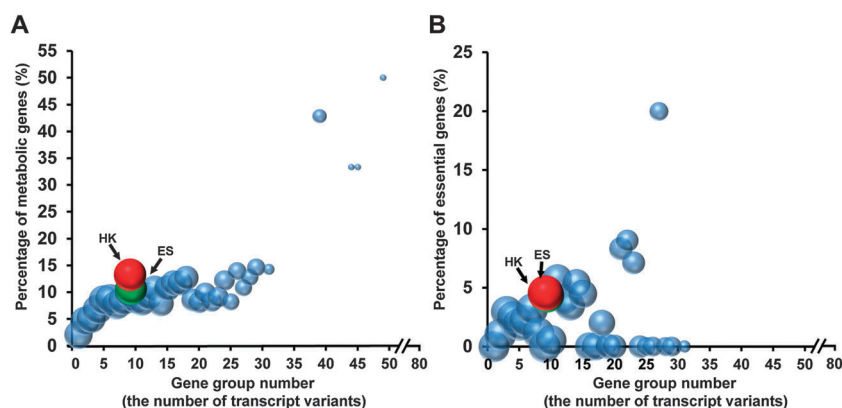 A
Percentage of metabolic genes (%)
55
50
45
40
35
30
25
20
15
10
5
0
HK
ES
0 5 10 15 20 25 30 35 40 45 50 80
Gene group number
(the number of transcript variants)
B
Percentage of essential genes (%)
25
20
15
10
5
0
HK
ES
0 5 10 15 20 25 30 35 40 45 50 80
Gene group number
(the number of transcript variants)